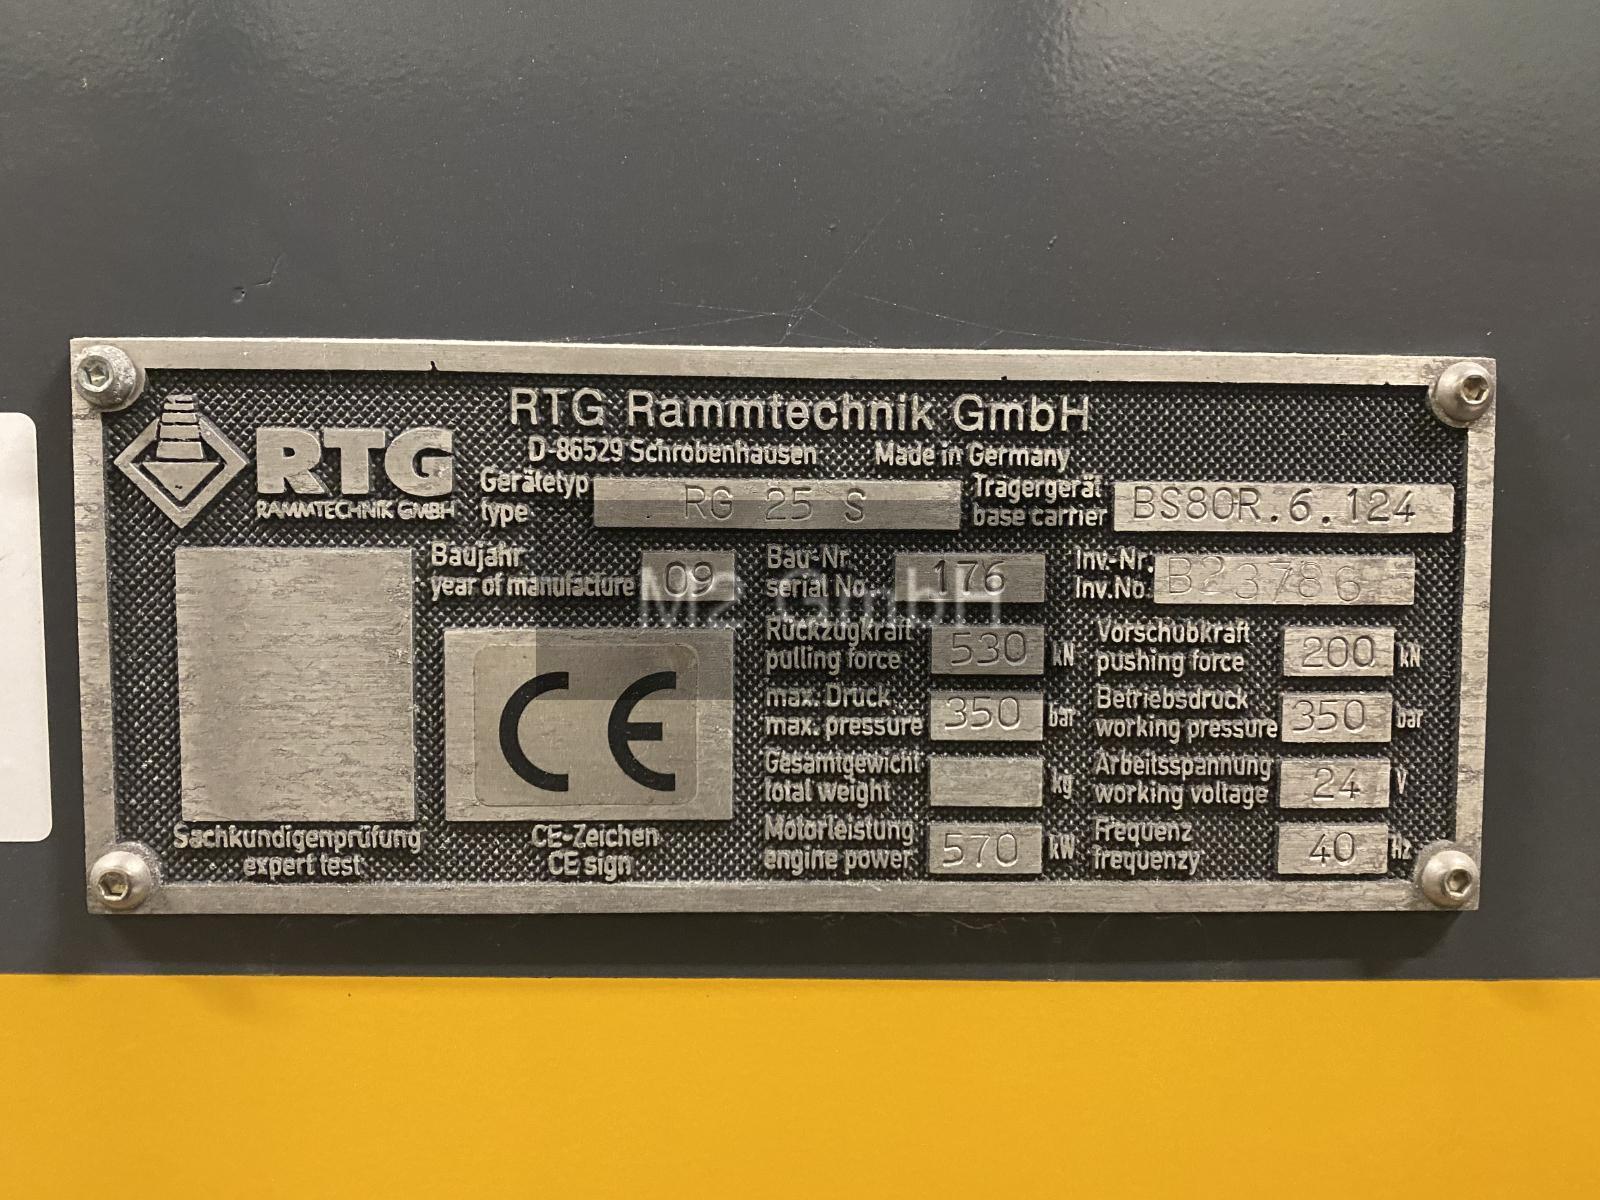 RTG Rammtechnik GmbH
D-86529 Schrobenhausen Made in Germany
RTG
RAMMTECHNIK GMBH
Gerätetyp
type
RG 25 S
Trägergerät
base carrier
BS80R.6.124
Baujahr
year of manufacture
09
Bau-Nr.
serial No.
176
Inv.-Nr.
Inv.No.
B23786
M2 GmbH
Rückzugkraft
pulling force
530 kN
Vorschubkraft
pushing force
200 kN
max. Druck
max. pressure
350 bar
Betriebsdruck
working pressure
350 bar
Gesamtgewicht
total weight
kg
Arbeitsspannung
working voltage
24 V
Motorleistung
engine power
570 kW
Frequenz
frequenzy
40 Hz
CE
Sachkundigenprüfung
expert test
CE-Zeichen
CE sign